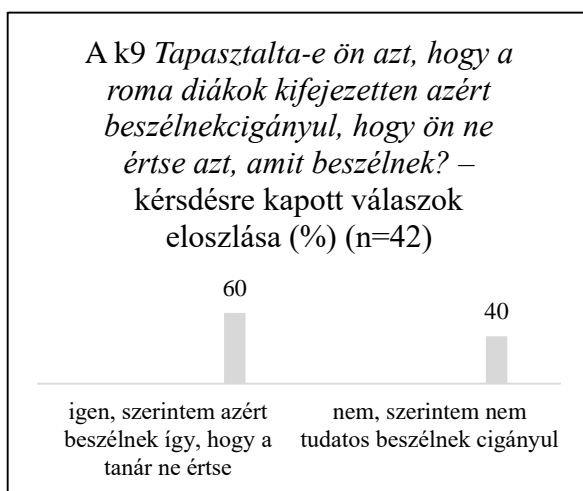 A k9 Tapasztalta-e ön azt, hogy a
roma diákok kifejezetten azért
beszélnekcigányul, hogy ön ne
értse azt, amit beszélnek? –
kérsdésre kapott válaszok
eloszlása (%) (n=42)
60
40
igen, szerintem azért
beszélnek így, hogy a
tanár ne értse
nem, szerintem nem
tudatos beszélnek cigányul